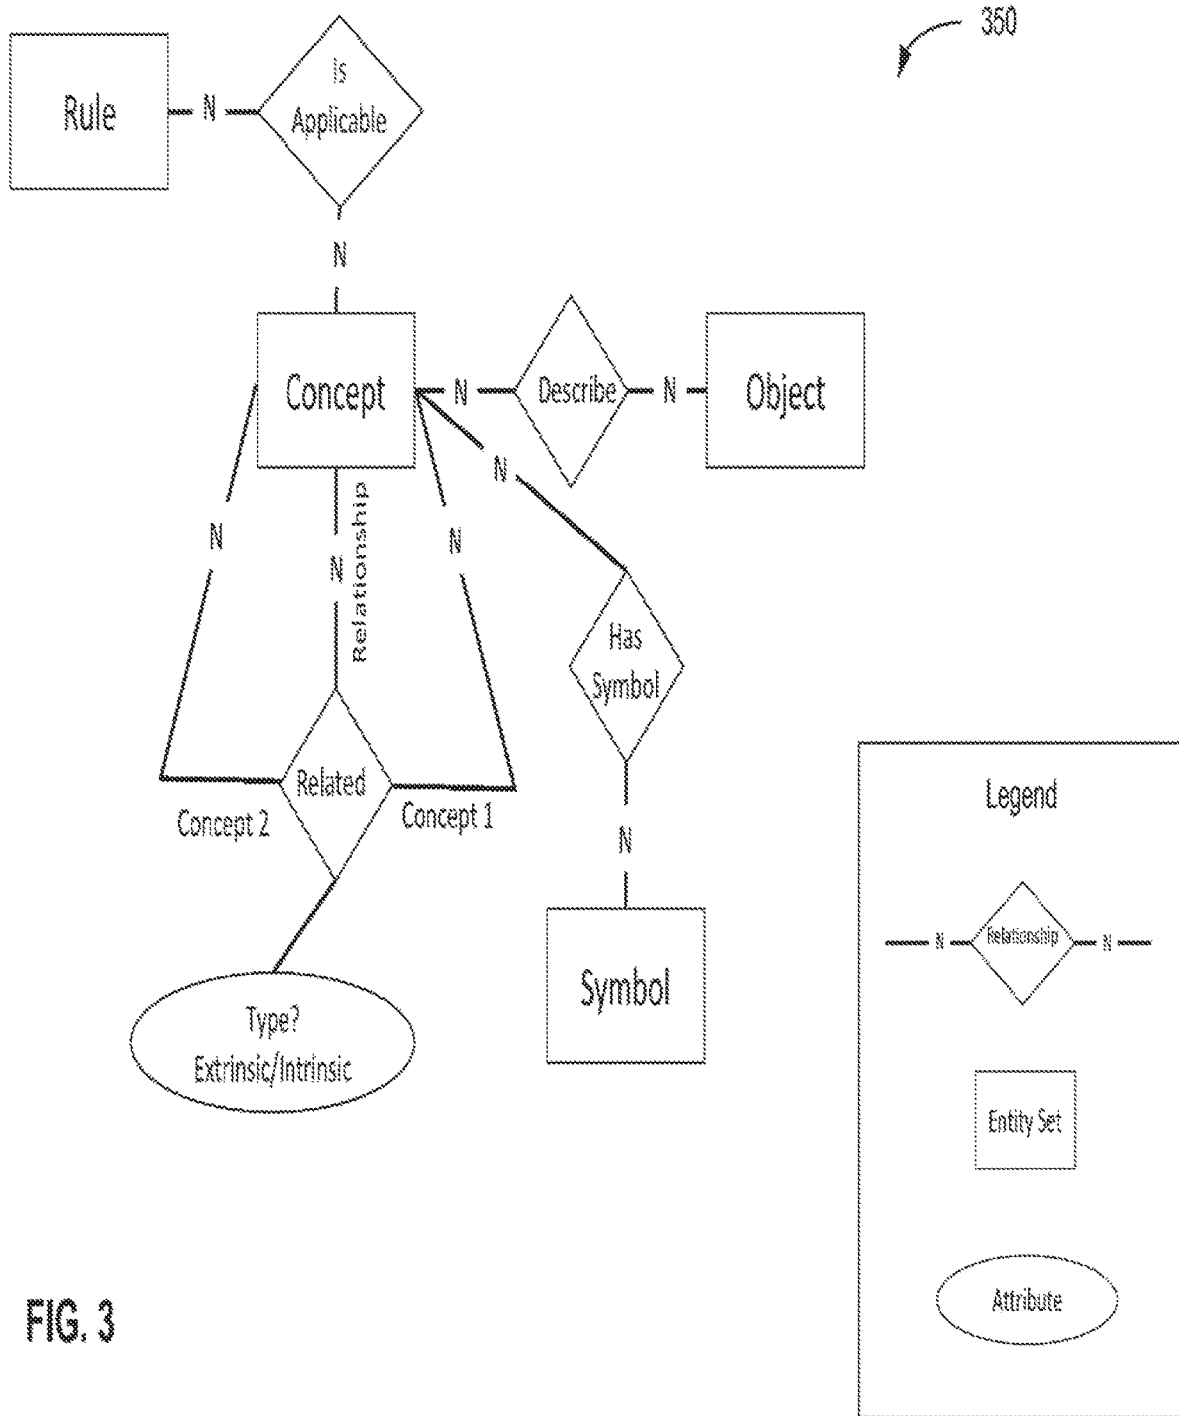 350
Is
Applicable
Rule
N
N
Concept
N
Describe
N
Object
N
N
N
N
Relationship
Has
Symbol
Related
Concept 2
Concept 1
N
Symbol
Type?
Extrinsic/Intrinsic
Legend
N
Relationship
N
Entity Set
Attribute
FIG. 3